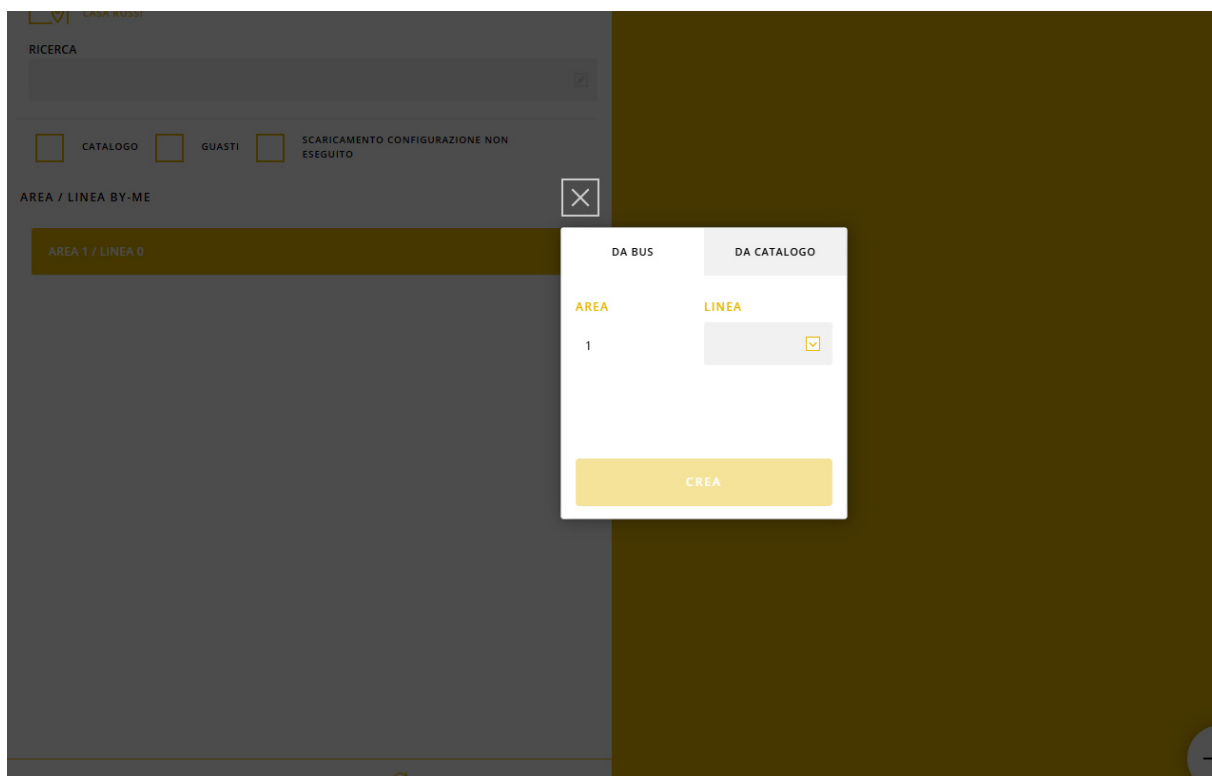 CASA ROSSI
RICERCA
CATALOGO
GUASTI
SCARICAMENTO CONFIGURAZIONE NON
ESEGUITO
AREA / LINEA BY-ME
AREA 1 / LINEA 0
DA BUS
DA CATALOGO
AREA
LINEA
1
CREA